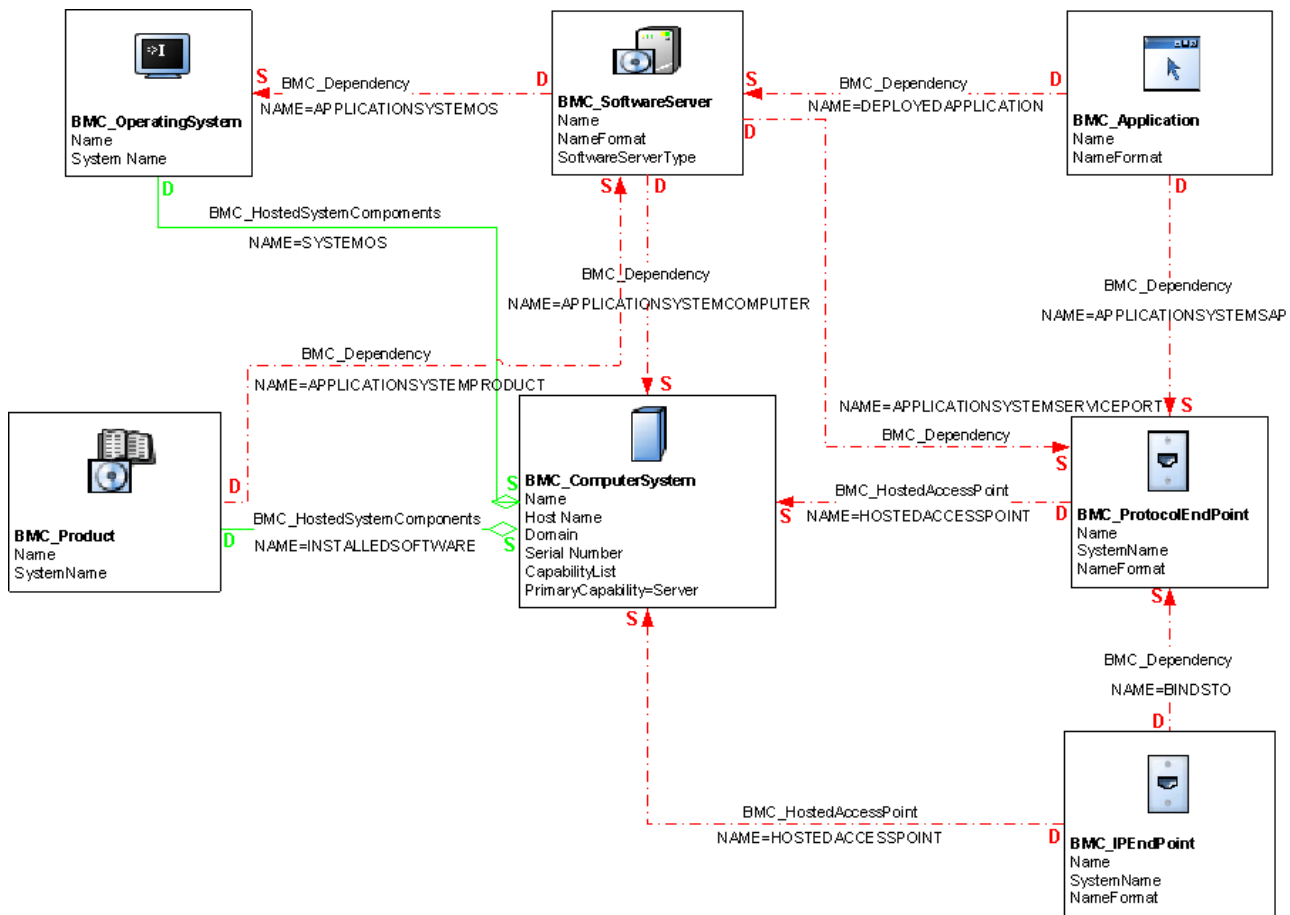 >I
BMC_OperatingSystem
Name
System Name
S
BMC_Dependency
D
NAME=APPLICATIONSYSTEMOS
BMC_SoftwareServer
Name
NameFormat
SoftwareServerType
S
BMC_Dependency
D
NAME=DEPLOYEDAPPLICATION
BMC_Application
Name
NameFormat
D
D
S
D
D
BMC_HostedSystemComponents
NAME=SYSTEMOS
BMC_Dependency
NAME=APPLICATIONSYSTEMCOMPUTER
BMC_Dependency
NAME=APPLICATIONSYSTEMSAP
BMC_Dependency
NAME=APPLICATIONSYSTEMPRODUCT
S
NAME=APPLICATIONSYSTEMSERVICEPORT
S
BMC_Dependency
S
BMC_Product
Name
SystemName
D
BMC_HostedSystemComponents
D
NAME=INSTALLEDSOFTWARE
S
S
BMC_ComputerSystem
Name
Host Name
Domain
Serial Number
CapabilityList
PrimaryCapability=Server
BMC_HostedAccessPoint
S
D
NAME=HOSTEDACCESSPOINT
BMC_ProtocolEndPoint
Name
SystemName
NameFormat
S
S
BMC_Dependency
NAME=BINDSTO
D
BMC_HostedAccessPoint
D
NAME=HOSTEDACCESSPOINT
BMC_IPEndPoint
Name
SystemName
NameFormat